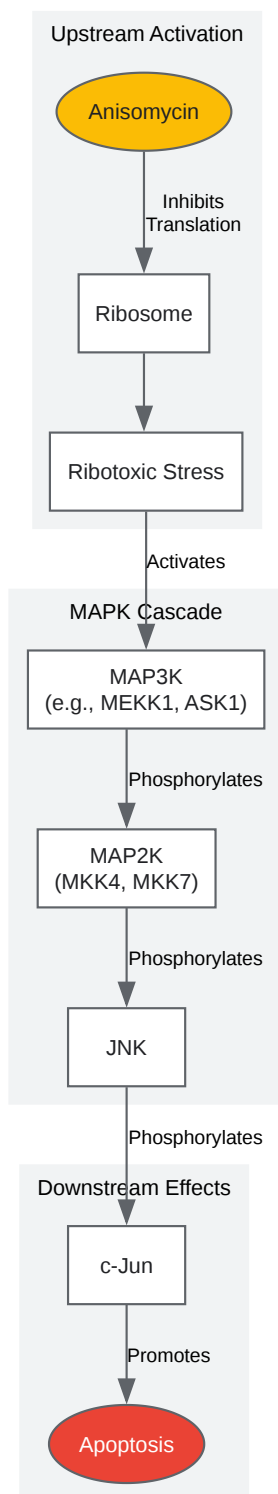 Upstream Activation
Anisomycin
Inhibits
Translation
Ribosome
Ribotoxic Stress
Activates
MAPK Cascade
MAP3K
(e.g., MEKK1, ASK1)
Phosphorylates
MAP2K
(MKK4, MKK7)
Phosphorylates
JNK
Phosphorylates
Downstream Effects
c-Jun
Promotes
Apoptosis